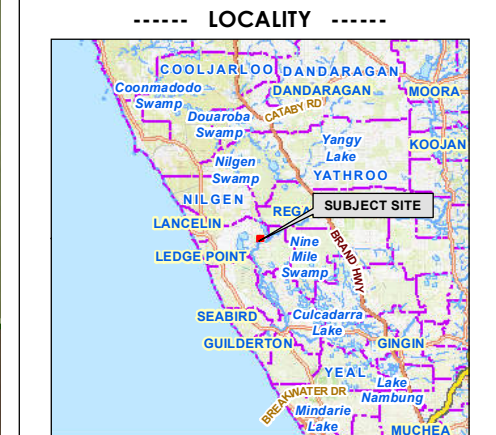 ------ LOCALITY ------
COOLJARLOO
DANDARAGAN
Coonmadodo
Swamp
DANDARAGAN
MOORA
Douaroba
Swamp
CATABY RD
Yangy
Lake
KOOJAN
Nilgen
Swamp
YATHROO
NILGEN
REGA
SUBJECT SITE
LANCELIN
BRAND HWY
Nine
Mile
Swamp
LEDGE POINT
SEABIRD
Culcadarra
Lake
GUILDERTON
GINGIN
YEAL
Lake
Nambung
BREAKWATER DR
Mindarie
Lake
MUCHEA